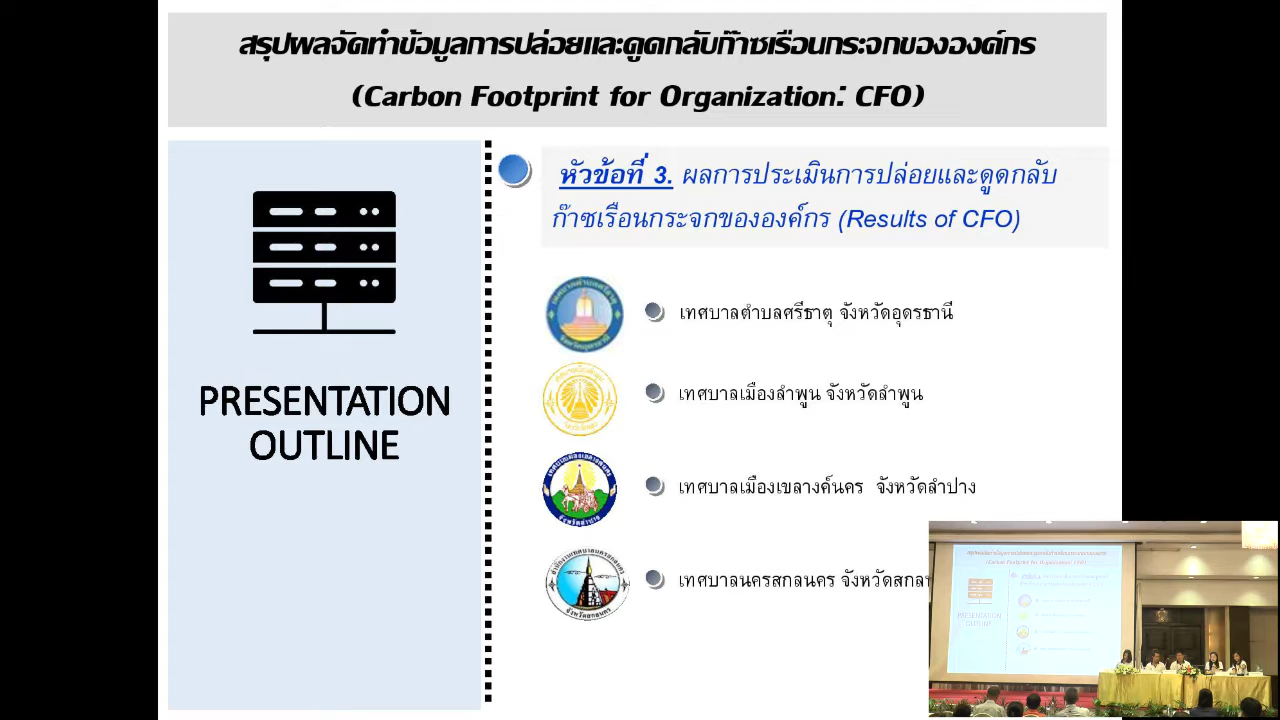 สรุปผลจัดทำข้อมูลการปล่อยและดูดกลับก๊าซเรือนกระจกขององค์กร
(Carbon Footprint for Organization: CFO)
PRESENTATION
OUTLINE
หัวข้อที่ 3. ผลการประเมินการปล่อยและดูดกลับ
ก๊าซเรือนกระจกขององค์กร (Results of CFO)
เทศบาลตำบลศรีธาตุ จังหวัดอุดรธานี
เทศบาลเมืองลำพูน จังหวัดลำพูน
เทศบาลเมืองเขลางค์นคร จังหวัดลำปาง
เทศบาลนครสกลนคร
PRESENTATION
OUTLINE